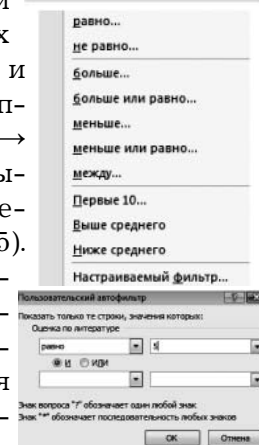 равно...
х
не равно...
и
больше...
п-
больше или равно...
→
меньше...
меньше или равно...
ы-
между...
е-
Первые 10...
5).
Выше среднего
Ниже среднего
Настраиваемый фильтр...
Пользовательский автофильтр
Показать только те строки, значения которых:
Оценка по литературе
равно 5
И ИЛИ
я
Знак вопроса "?" обозначает один любой знак
Знак "*" обозначает последовательность любых знаков
OK Отмена